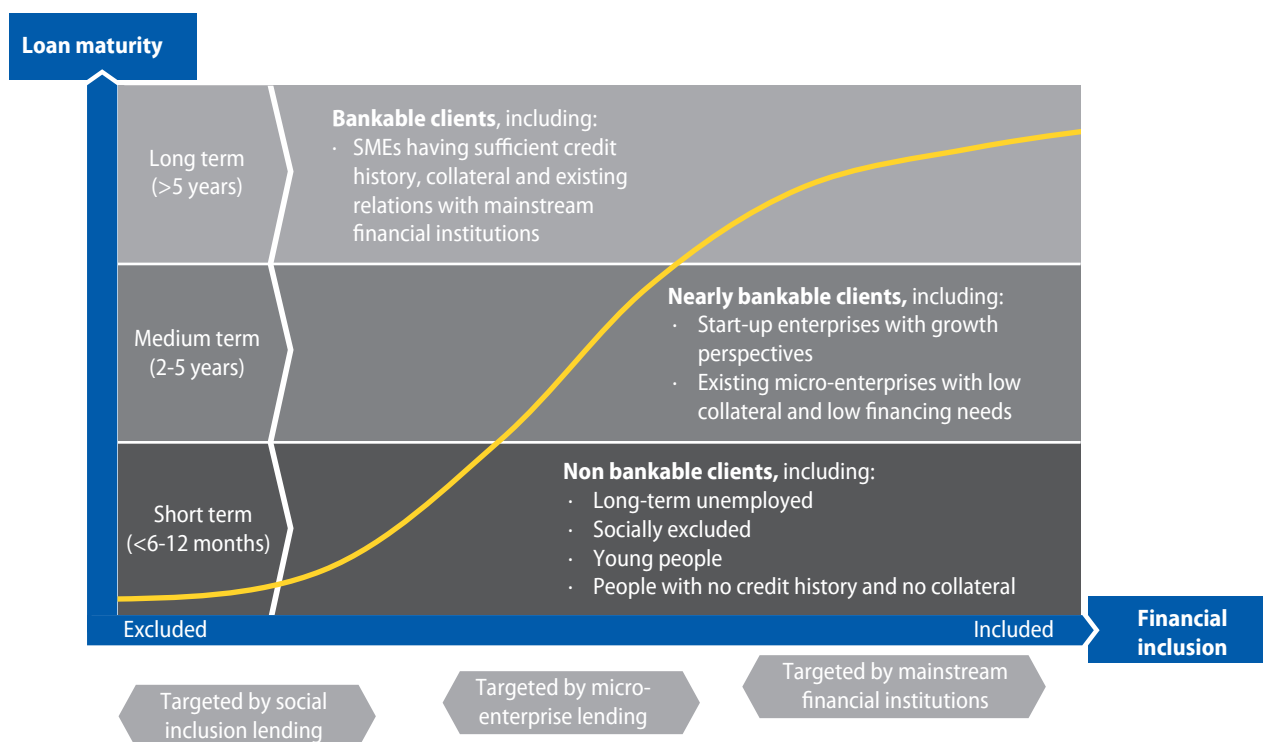 Loan maturity
Long term
(>5 years)
Bankable clients, including:
· SMEs having sufficient credit
history, collateral and existing
relations with mainstream
financial institutions
Medium term
(2-5 years)
Nearly bankable clients, including:
· Start-up enterprises with growth
perspectives
· Existing micro-enterprises with low
collateral and low financing needs
Short term
(<6-12 months)
Non bankable clients, including:
· Long-term unemployed
· Socially excluded
· Young people
· People with no credit history and no collateral
Excluded
Included
Financial
inclusion
Targeted by social
inclusion lending
Targeted by micro-
enterprise lending
Targeted by mainstream
financial institutions